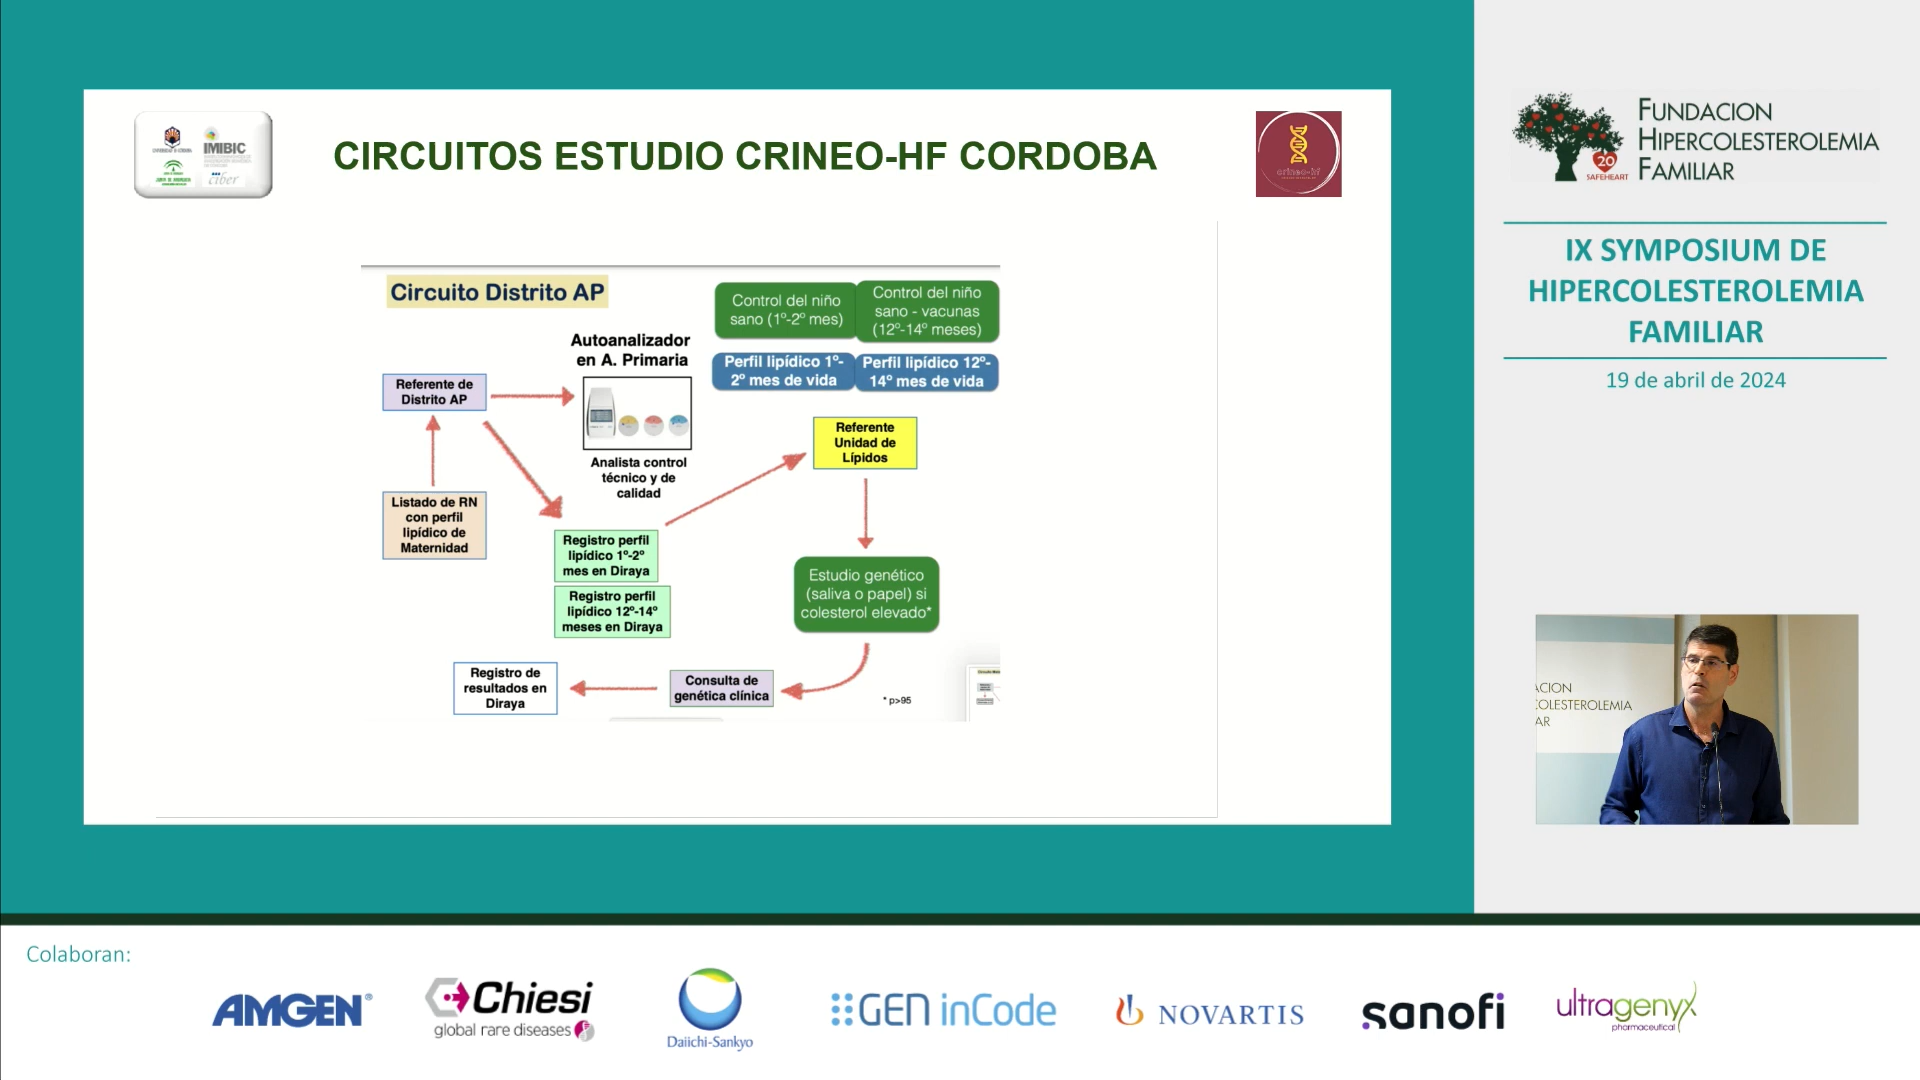 IMIBIC
ciber
CIRCUITOS ESTUDIO CRINEO-HF CORDOBA
crineo-hf
Circuito Distrito AP
Control del niño
sano (1º-2º mes)
Control del niño
sano - vacunas
(12º-14º meses)
Perfil lipídico 1º-
2º mes de vida
Perfil lipídico 12º-
14º mes de vida
Autoanalizador
en A. Primaria
Referente de
Distrito AP
Analista control
técnico y de
calidad
Referente
Unidad de
Lípidos
Listado de RN
con perfil
lipídico de
Maternidad
Registro perfil
lipídico 1º-2º
mes en Diraya
Registro perfil
lipídico 12º-14º
meses en Diraya
Estudio genético
(saliva o papel) si
colesterol elevado*
Registro de
resultados en
Diraya
Consulta de
genética clínica
* p>95
FUNDACION
HIPERCOLESTEROLEMIA
FAMILIAR
20
SAFEHEART
IX SYMPOSIUM DE
HIPERCOLESTEROLEMIA
FAMILIAR
19 de abril de 2024
ACION
COLESTEROLEMIA
AR
Colaboran:
AMGEN®
Chiesi
global rare diseases
Daiichi-Sankyo
GEN inCode
NOVARTIS
sanofi
ultragenyx
pharmaceutical